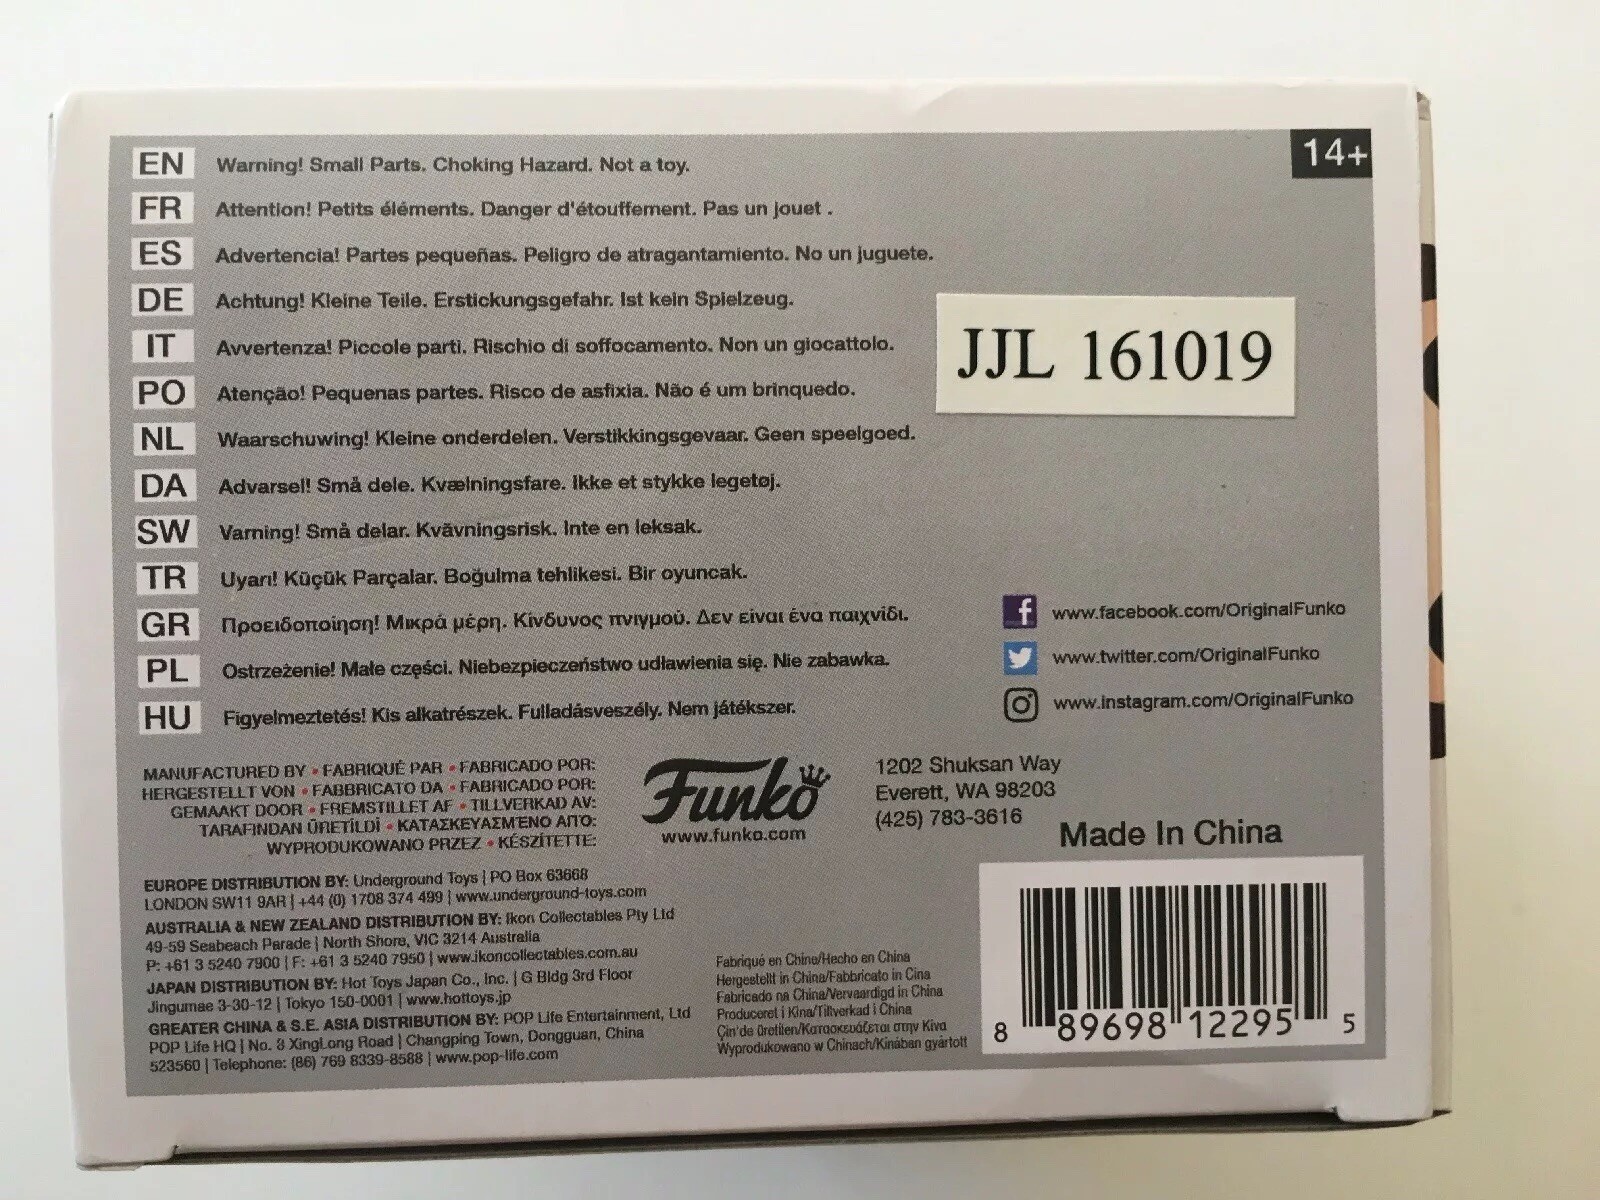 14+
EN Warning! Small Parts. Choking Hazard. Not a toy.
FR Attention! Petits éléments. Danger d'étouffement. Pas un jouet .
ES Advertencia! Partes pequeñas. Peligro de atragantamiento. No un juguete.
DE Achtung! Kleine Teile. Erstickungsgefahr. Ist kein Spielzeug.
IT Avvertenza! Piccole parti. Rischio di soffocamento. Non un giocattolo.
PO Atenção! Pequenas partes. Risco de asfixia. Não é um brinquedo.
NL Waarschuwing! Kleine onderdelen. Verstikkingsgevaar. Geen speelgoed.
DA Advarsel! Små dele. Kvælningsfare. Ikke et stykke legetøj.
SW Varning! Små delar. Kvävningsrisk. Inte en leksak.
TR Uyarı! Küçük Parçalar. Boğulma tehlikesi. Bir oyuncak.
GR Προειδοποίηση! Μικρά μέρη. Κίνδυνος πνιγμού. Δεν είναι ένα παιχνίδι.
PL Ostrzeżenie! Małe części. Niebezpieczeństwo udławienia się. Nie zabawka.
HU Figyelmeztetés! Kis alkatrészek. Fulladásveszély. Nem játékszer.
JJL 161019
f www.facebook.com/OriginalFunko
www.twitter.com/OriginalFunko
www.instagram.com/OriginalFunko
MANUFACTURED BY • FABRIQUÉ PAR • FABRICADO POR:
HERGESTELLT VON • FABBRICATO DA • FABRICADO POR:
GEMAAKT DOOR • FREMSTILLET AF • TILLVERKAD AV:
TARAFINDAN ÜRETİLDİ • ΚΑΤΑΣΚΕΥΑΣΜΈΝΟ ΑΠΌ:
WYPRODUKOWANO PRZEZ • KÉSZÍTETTE:
Funko
www.funko.com
1202 Shuksan Way
Everett, WA 98203
(425) 783-3616
Made In China
EUROPE DISTRIBUTION BY: Underground Toys | PO Box 63668
LONDON SW11 9AR | +44 (0) 1708 374 499 | www.underground-toys.com
AUSTRALIA & NEW ZEALAND DISTRIBUTION BY: Ikon Collectables Pty Ltd
49-59 Seabeach Parade | North Shore, VIC 3214 Australia
P: +61 3 5240 7900 | F: +61 3 5240 7950 | www.ikoncollectables.com.au
JAPAN DISTRIBUTION BY: Hot Toys Japan Co., Inc. | G Bldg 3rd Floor
Jingumae 3-30-12 | Tokyo 150-0001 | www.hottoys.jp
GREATER CHINA & S.E. ASIA DISTRIBUTION BY: POP Life Entertainment, Ltd
POP Life HQ | No. 3 XingLong Road | Changping Town, Dongguan, China
523560 | Telephone: (86) 769 8339-8588 | www.pop-life.com
Fabriqué en Chine/Hecho en China
Hergestellt in China/Fabbricato in Cina
Fabricado na China/Vervaardigd in China
Produceret i Kina/Tillverkad i China
Çin'de üretilen/Κατασκευάζεται στην Κίνα
Wyprodukowano w Chinach/Kínában gyártott
8 89698 12295 5